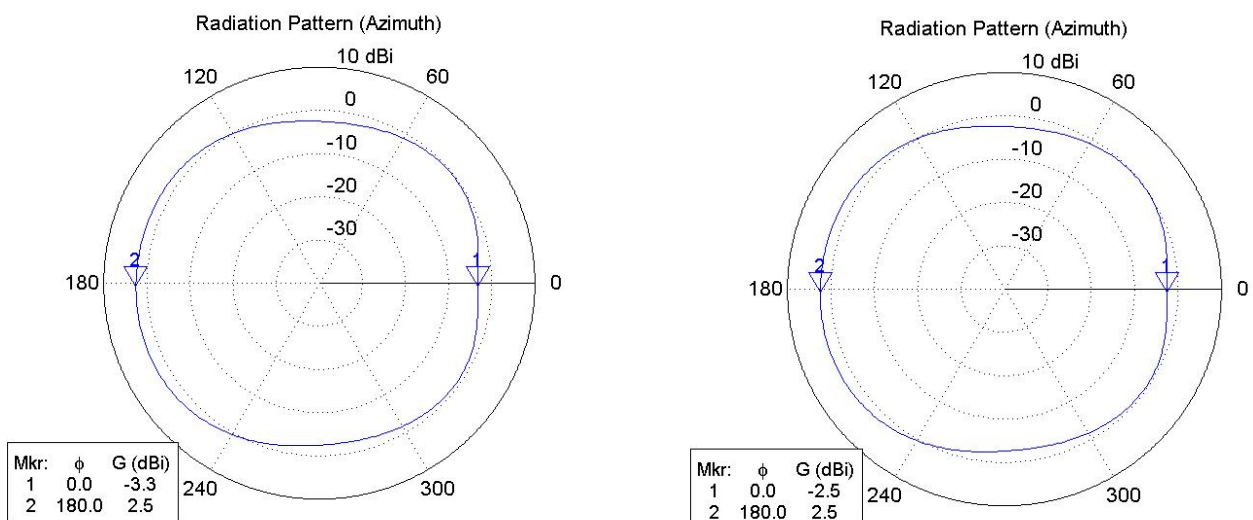 Radiation Pattern (Azimuth)
10 dBi
120
60
0
-10
-20
-30
2
1
180
0
Mkr: ϕ G (dBi)
1 0.0 -3.3
2 180.0 2.5
240
300
Radiation Pattern (Azimuth)
10 dBi
120
60
0
-10
-20
-30
2
1
180
0
Mkr: ϕ G (dBi)
1 0.0 -2.5
2 180.0 2.5
240
300